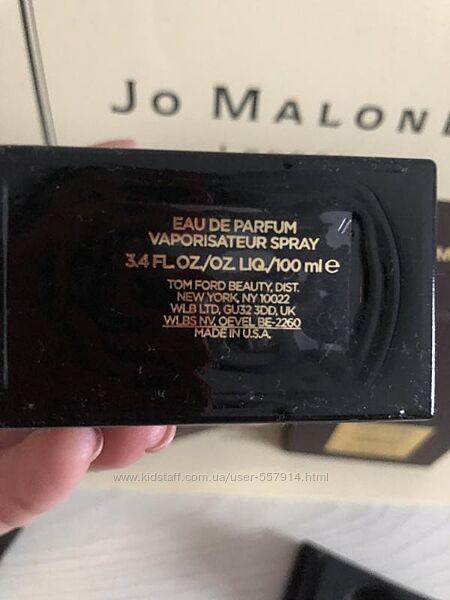 JO MALONE
EAU DE PARFUM
VAPORISATEUR SPRAY
3.4 FL. OZ./OZ. LIQ./100 ml e
TOM FORD BEAUTY, DIST.
NEW YORK, NY 10022
WLB LTD, GU32 3DD, UK
WLBS NV, OEVEL BE-2260
MADE IN U.S.A.
www.kidstaff.com.ua/user-557914.html